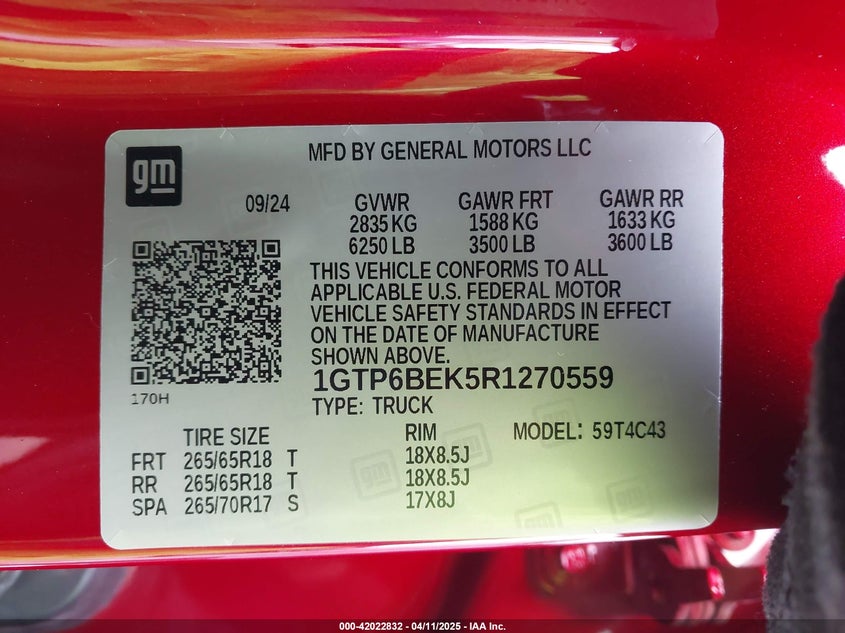 gm
MFD BY GENERAL MOTORS LLC
09/24 GVWR GAWR FRT GAWR RR
2835 KG 1588 KG 1633 KG
6250 LB 3500 LB 3600 LB
THIS VEHICLE CONFORMS TO ALL
APPLICABLE U.S. FEDERAL MOTOR
VEHICLE SAFETY STANDARDS IN EFFECT
ON THE DATE OF MANUFACTURE
SHOWN ABOVE.
170H
1GTP6BEK5R1270559
TYPE: TRUCK
TIRE SIZE RIM MODEL: 59T4C43
FRT 265/65R18 T 18X8.5J
RR 265/65R18 T 18X8.5J
SPA 265/70R17 S 17X8J
000-42022832 - 04/11/2025 - IAA Inc.